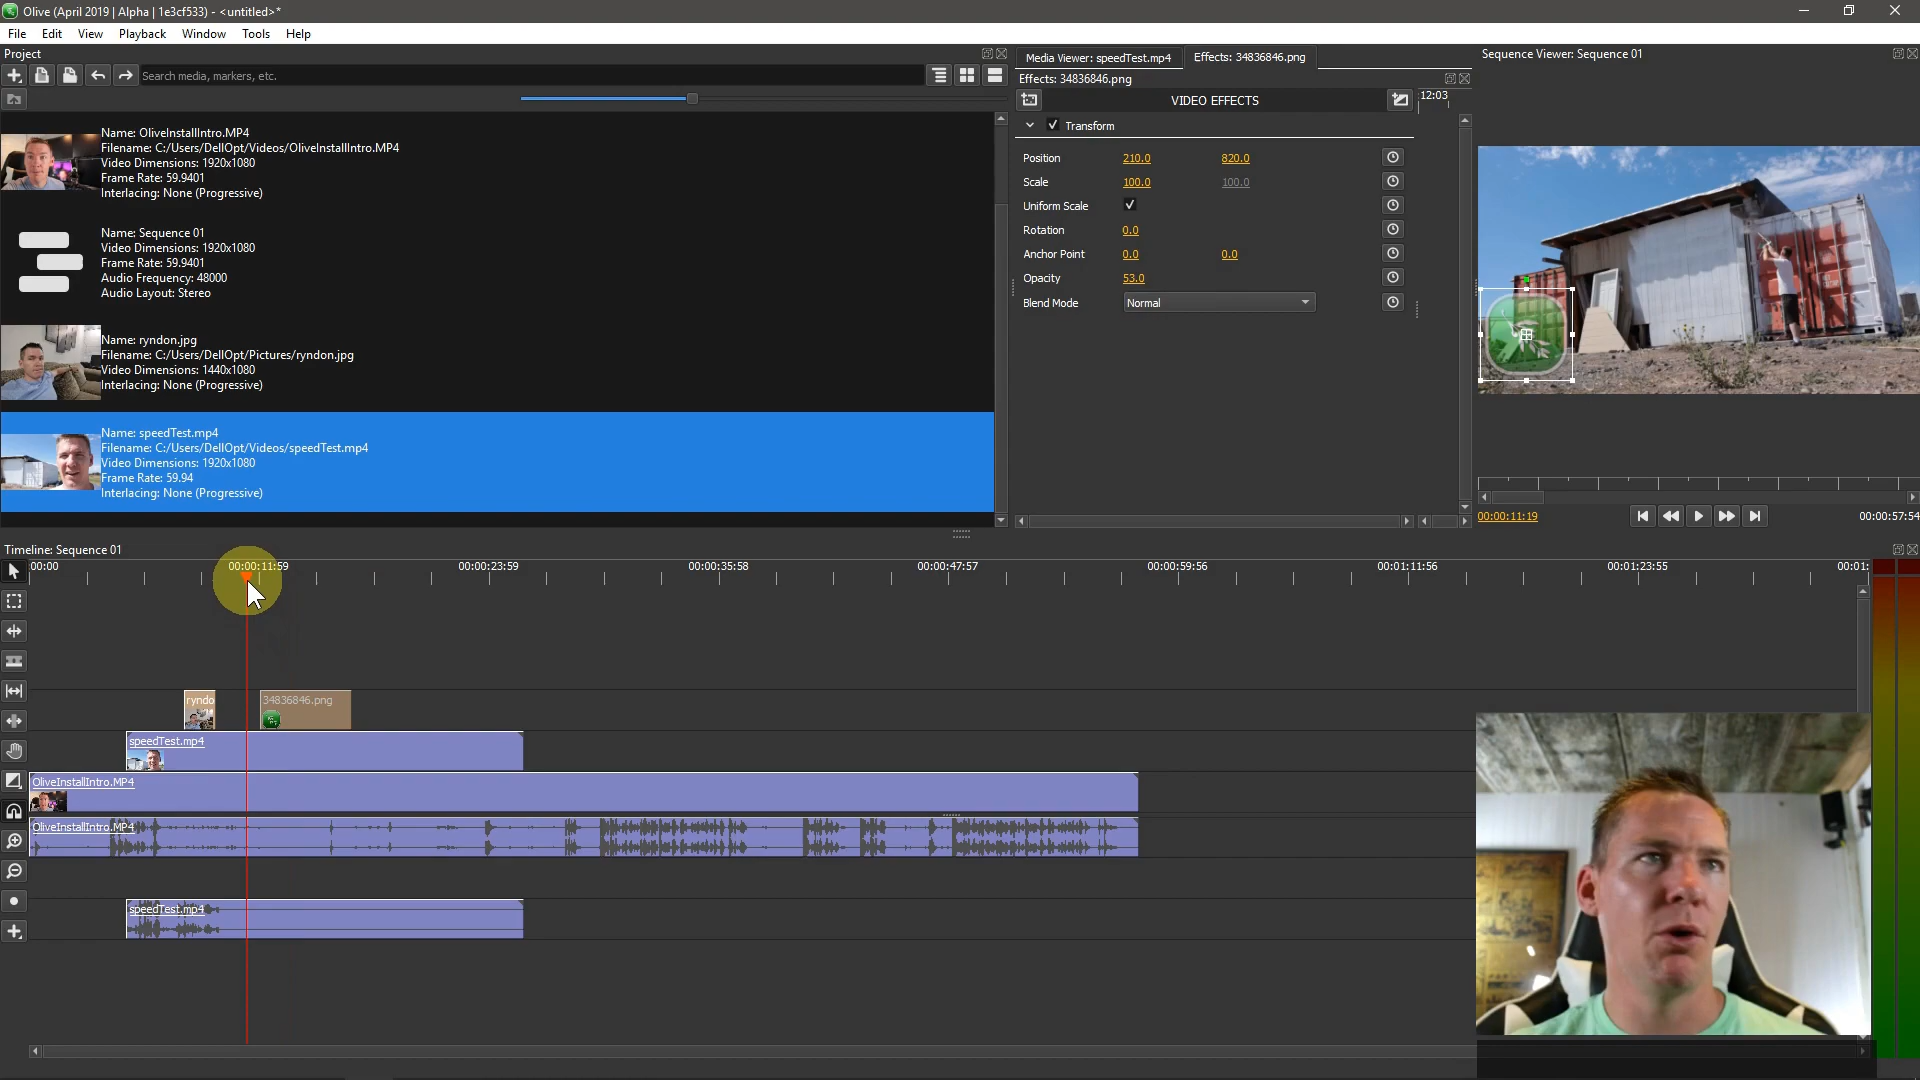 Olive (April 2019 | Alpha | 1e3cf533) - <untitled>*
File Edit View Playback Window Tools Help
Project
Search media, markers, etc.
Name: OliveInstallIntro.MP4
Filename: C:/Users/DellOpt/Videos/OliveInstallIntro.MP4
Video Dimensions: 1920x1080
Frame Rate: 59.9401
Interlacing: None (Progressive)
Name: Sequence 01
Video Dimensions: 1920x1080
Frame Rate: 59.9401
Audio Frequency: 48000
Audio Layout: Stereo
Name: ryndon.jpg
Filename: C:/Users/DellOpt/Pictures/ryndon.jpg
Video Dimensions: 1440x1080
Interlacing: None (Progressive)
Name: speedTest.mp4
Filename: C:/Users/DellOpt/Videos/speedTest.mp4
Video Dimensions: 1920x1080
Frame Rate: 59.94
Interlacing: None (Progressive)
Media Viewer: speedTest.mp4 Effects: 34836846.png
Effects: 34836846.png
VIDEO EFFECTS 12:03
Transform
Position 210.0 820.0
Scale 100.0 100.0
Uniform Scale
Rotation 0.0
Anchor Point 0.0 0.0
Opacity 53.0
Blend Mode Normal
Sequence Viewer: Sequence 01
00:00:11:19 00:00:57:54
Timeline: Sequence 01
00:00 00:00:11:59 00:00:23:59 00:00:35:58 00:00:47:57 00:00:59:56 00:01:11:56 00:01:23:55 00:01:
ryndo 34836846.png
speedTest.mp4
OliveInstallIntro.MP4
OliveInstallIntro.MP4
speedTest.mp4